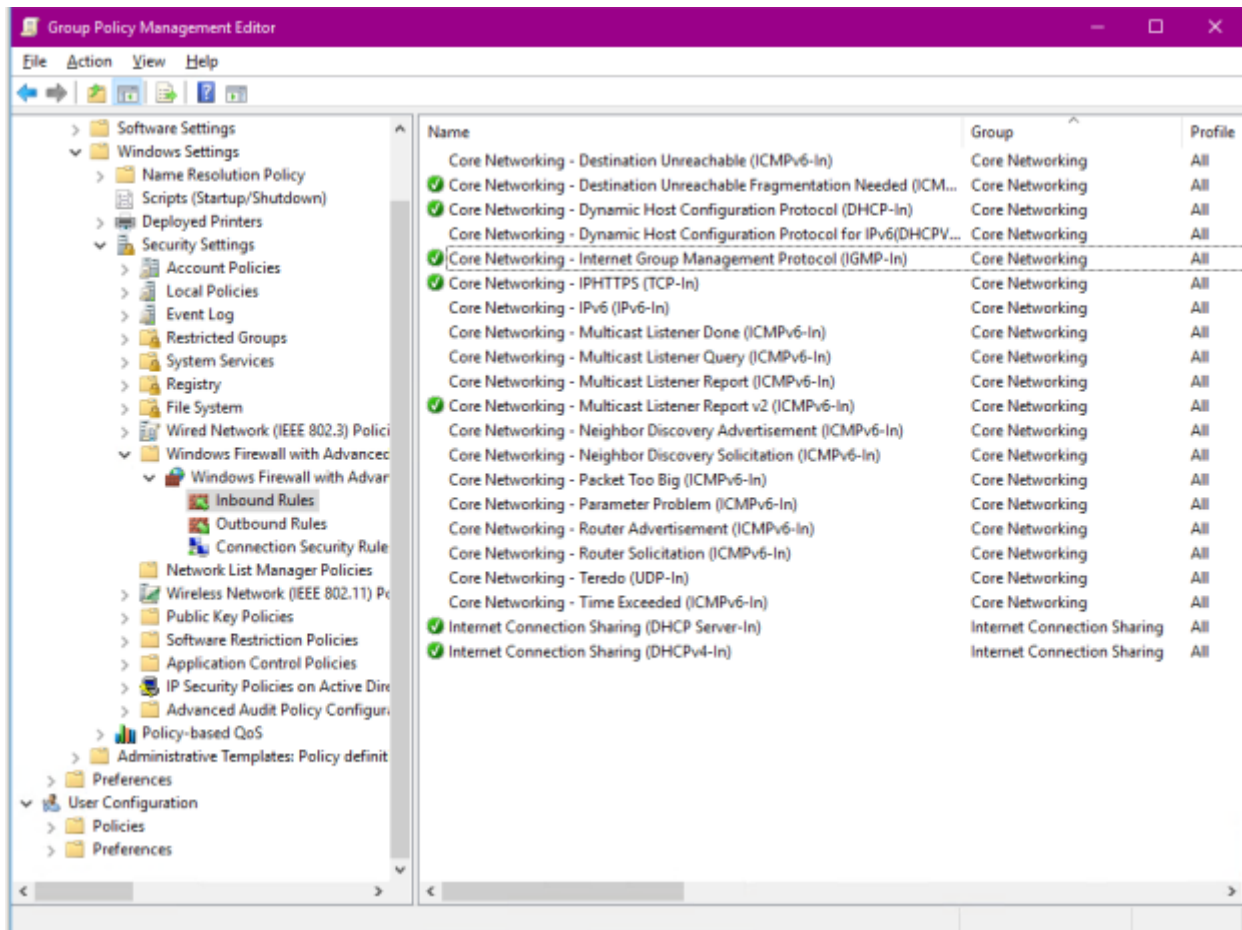 Group Policy Management Editor
File Action View Help
Software Settings
Windows Settings
Name Resolution Policy
Scripts (Startup/Shutdown)
Deployed Printers
Security Settings
Account Policies
Local Policies
Event Log
Restricted Groups
System Services
Registry
File System
Wired Network (IEEE 802.3) Polici
Windows Firewall with Advanced
Windows Firewall with Advar
Inbound Rules
Outbound Rules
Connection Security Rule
Network List Manager Policies
Wireless Network (IEEE 802.11) Po
Public Key Policies
Software Restriction Policies
Application Control Policies
IP Security Policies on Active Dire
Advanced Audit Policy Configura
Policy-based QoS
Administrative Templates: Policy definit
Preferences
User Configuration
Policies
Preferences
Name Group Profile
Core Networking - Destination Unreachable (ICMPv6-In) Core Networking All
Core Networking - Destination Unreachable Fragmentation Needed (ICM... Core Networking All
Core Networking - Dynamic Host Configuration Protocol (DHCP-In) Core Networking All
Core Networking - Dynamic Host Configuration Protocol for IPv6(DHCPV... Core Networking All
Core Networking - Internet Group Management Protocol (IGMP-In) Core Networking All
Core Networking - IPHTTPS (TCP-In) Core Networking All
Core Networking - IPv6 (IPv6-In) Core Networking All
Core Networking - Multicast Listener Done (ICMPv6-In) Core Networking All
Core Networking - Multicast Listener Query (ICMPv6-In) Core Networking All
Core Networking - Multicast Listener Report (ICMPv6-In) Core Networking All
Core Networking - Multicast Listener Report v2 (ICMPv6-In) Core Networking All
Core Networking - Neighbor Discovery Advertisement (ICMPv6-In) Core Networking All
Core Networking - Neighbor Discovery Solicitation (ICMPv6-In) Core Networking All
Core Networking - Packet Too Big (ICMPv6-In) Core Networking All
Core Networking - Parameter Problem (ICMPv6-In) Core Networking All
Core Networking - Router Advertisement (ICMPv6-In) Core Networking All
Core Networking - Router Solicitation (ICMPv6-In) Core Networking All
Core Networking - Teredo (UDP-In) Core Networking All
Core Networking - Time Exceeded (ICMPv6-In) Core Networking All
Internet Connection Sharing (DHCP Server-In) Internet Connection Sharing All
Internet Connection Sharing (DHCPv4-In) Internet Connection Sharing All